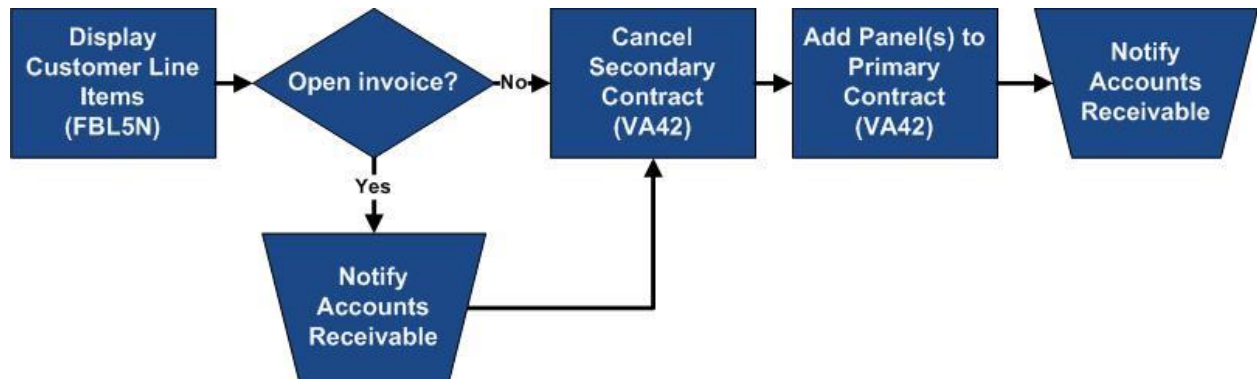 Display
Customer Line
Items
(FBL5N)
Open invoice?
No
Cancel
Secondary
Contract
(VA42)
Add Panel(s) to
Primary
Contract
(VA42)
Notify
Accounts
Receivable
Yes
Notify
Accounts
Receivable